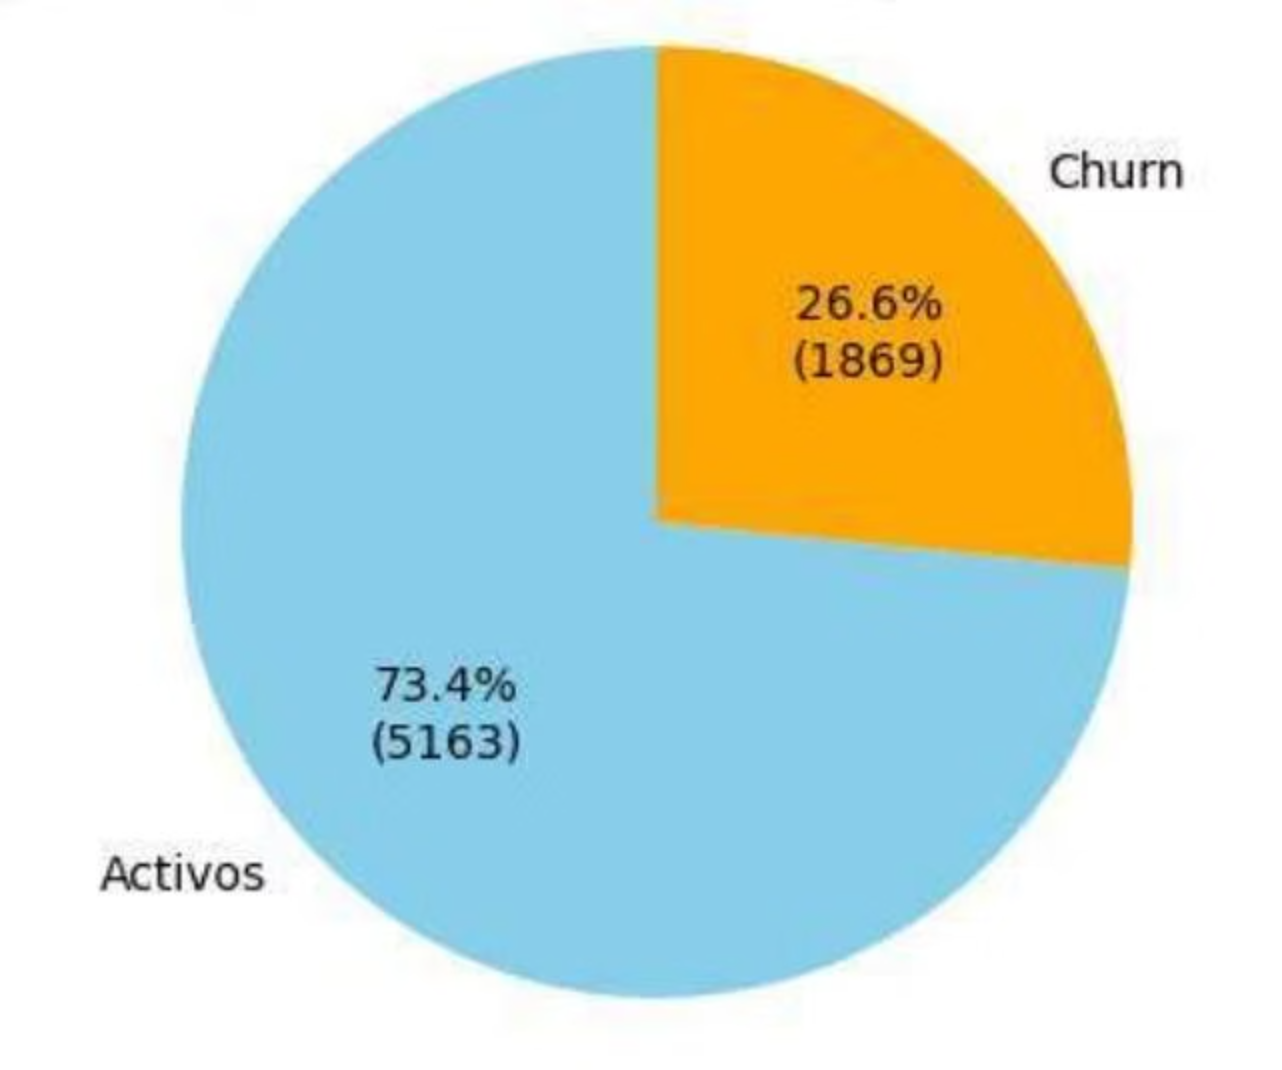 Churn
26.6%
(1869)
73.4%
(5163)
Activos